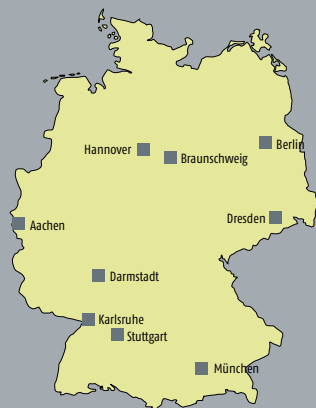 Hannover
Berlin
Braunschweig
Dresden
Aachen
Darmstadt
Karlsruhe
Stuttgart
München